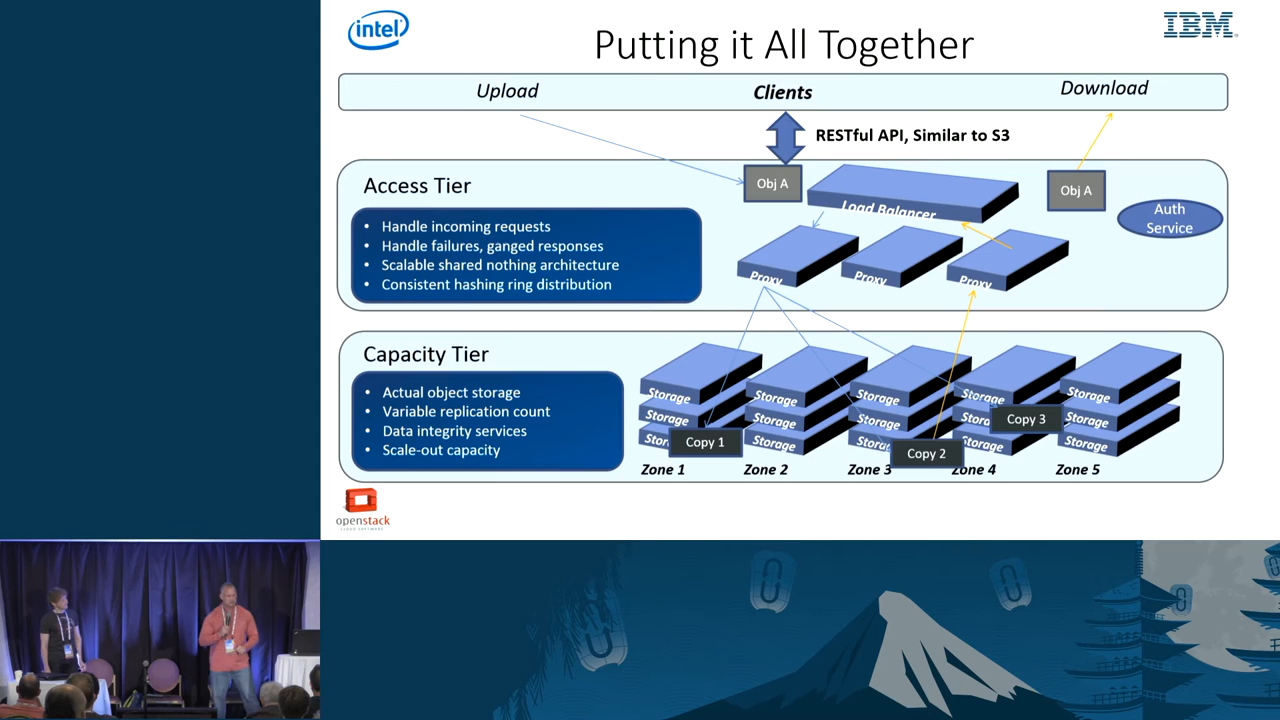 intel
IBM
Putting it All Together
Upload
Clients
Download
RESTful API, Similar to S3
Access Tier
• Handle incoming requests
• Handle failures, ganged responses
• Scalable shared nothing architecture
• Consistent hashing ring distribution
Obj A
Load Balancer
Obj A
Auth
Service
Proxy
Proxy
Proxy
Capacity Tier
• Actual object storage
• Variable replication count
• Data integrity services
• Scale-out capacity
Storage
Storage
Storage
Storage
Storage
Storage
Storage
Storage
Storage
Storage
Storage
Storage
Storage
Copy 1
Copy 2
Copy 3
Zone 1
Zone 2
Zone 3
Zone 4
Zone 5
openstack
CLOUD SOFTWARE